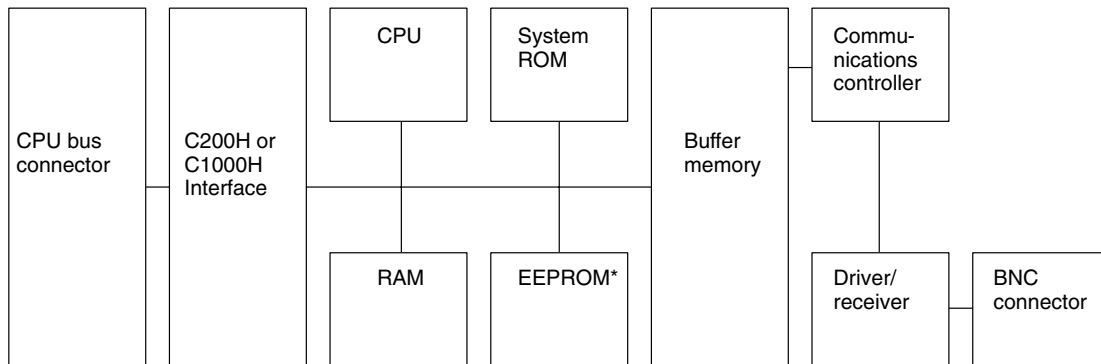 CPU bus
connector
C200H or
C1000H
Interface
CPU
System
ROM
RAM
EEPROM*
Buffer
memory
Commu-
nications
controller
Driver/
receiver
BNC
connector